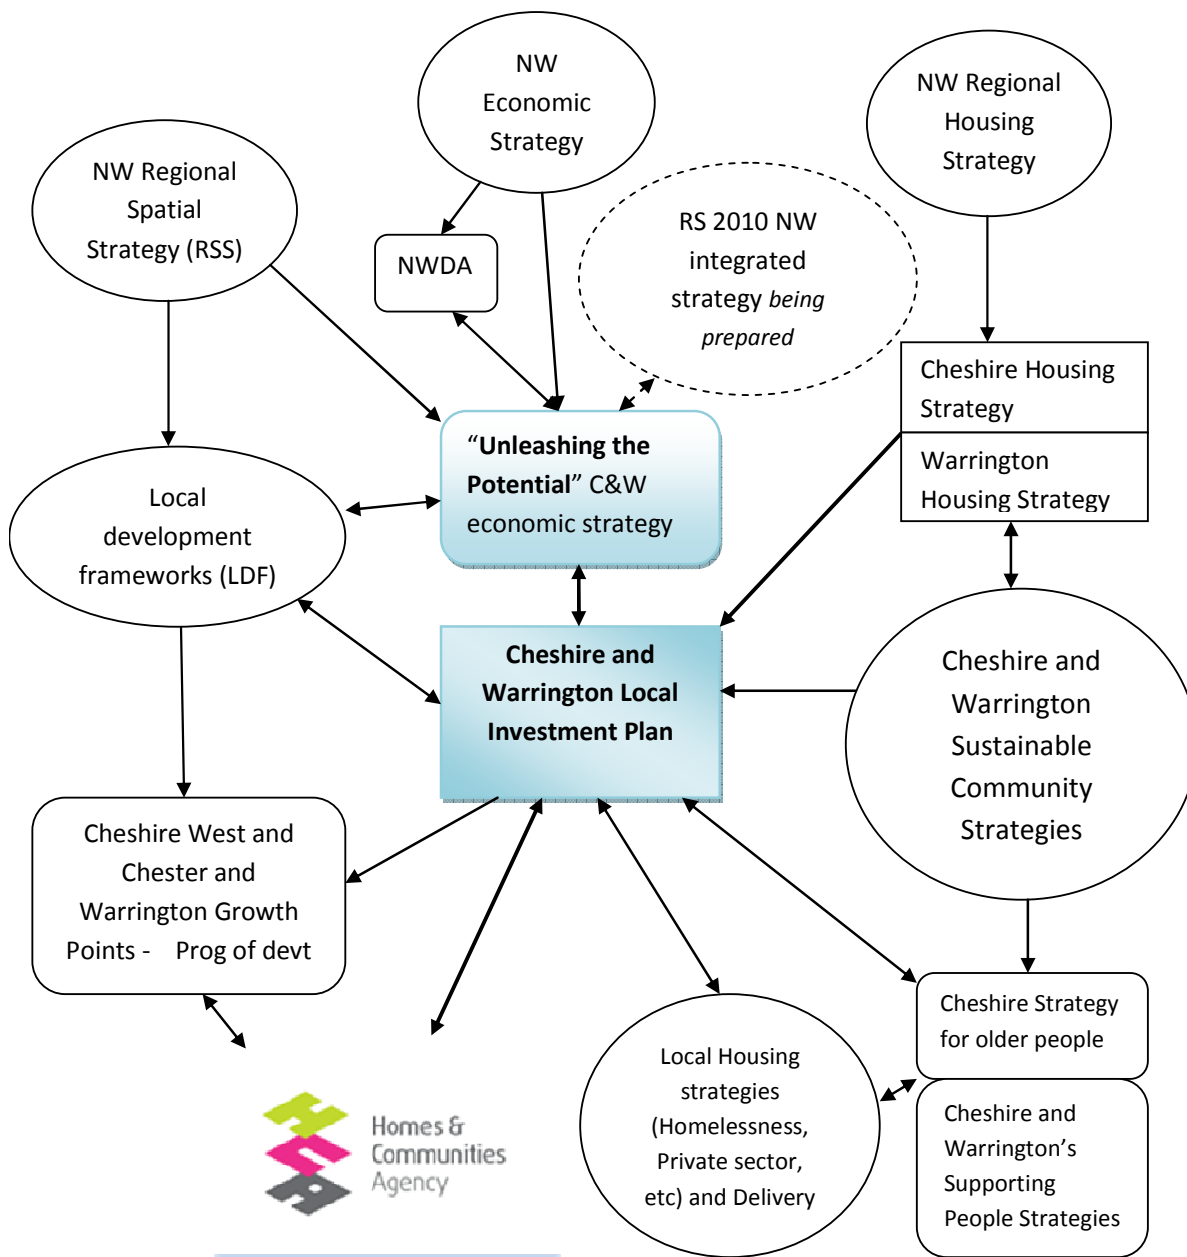 NW
Economic
Strategy
NW Regional
Housing
Strategy
NW Regional
Spatial
Strategy (RSS)
NWDA
RS 2010 NW
integrated
strategy being
prepared
Cheshire Housing
Strategy
Warrington
Housing Strategy
“Unleashing the
Potential” C&W
economic strategy
Local
development
frameworks (LDF)
Cheshire and
Warrington Local
Investment Plan
Cheshire and
Warrington
Sustainable
Community
Strategies
Cheshire West and
Chester and
Warrington Growth
Points - Prog of devt
Cheshire Strategy
for older people
Local Housing
strategies
(Homelessness,
Private sector,
etc) and Delivery
Cheshire and
Warrington’s
Supporting
People Strategies
Homes &
Communities
Agency